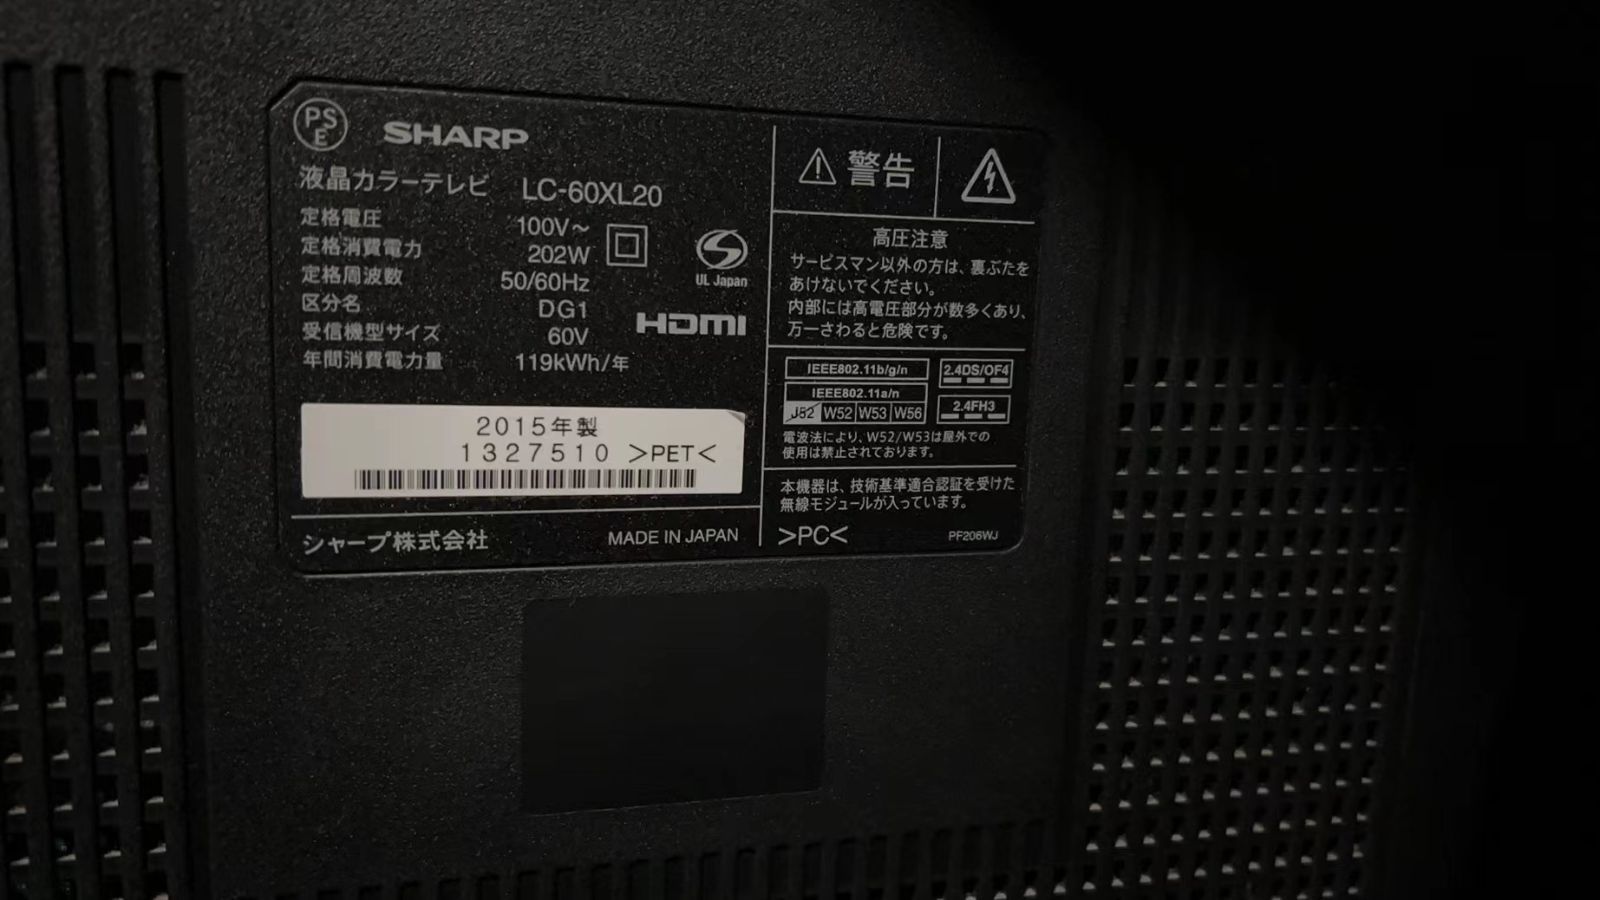 PSE
SHARP
液晶カラーテレビ LC-60XL20
定格電圧 100V～
定格消費電力 202W
定格周波数 50/60Hz
区分名 DG1
受信機型サイズ 60V
年間消費電力量 119kWh/年
UL Japan
HDMI
2015年製
1327510 >PET<
シャープ株式会社 MADE IN JAPAN
警告
高圧注意
サービスマン以外の方は、裏ぶたを
あけないでください。
内部には高電圧部分が数多くあり、
万一さわると危険です。
IEEE802.11b/g/n
IEEE802.11a/n
J52 W52 W53 W56
2.4DS/OF4
2.4FH3
電波法により、W52/W53は屋外での
使用は禁止されております。
本機器は、技術基準適合認証を受けた
無線モジュールが入っています。
>PC< PF206WJ